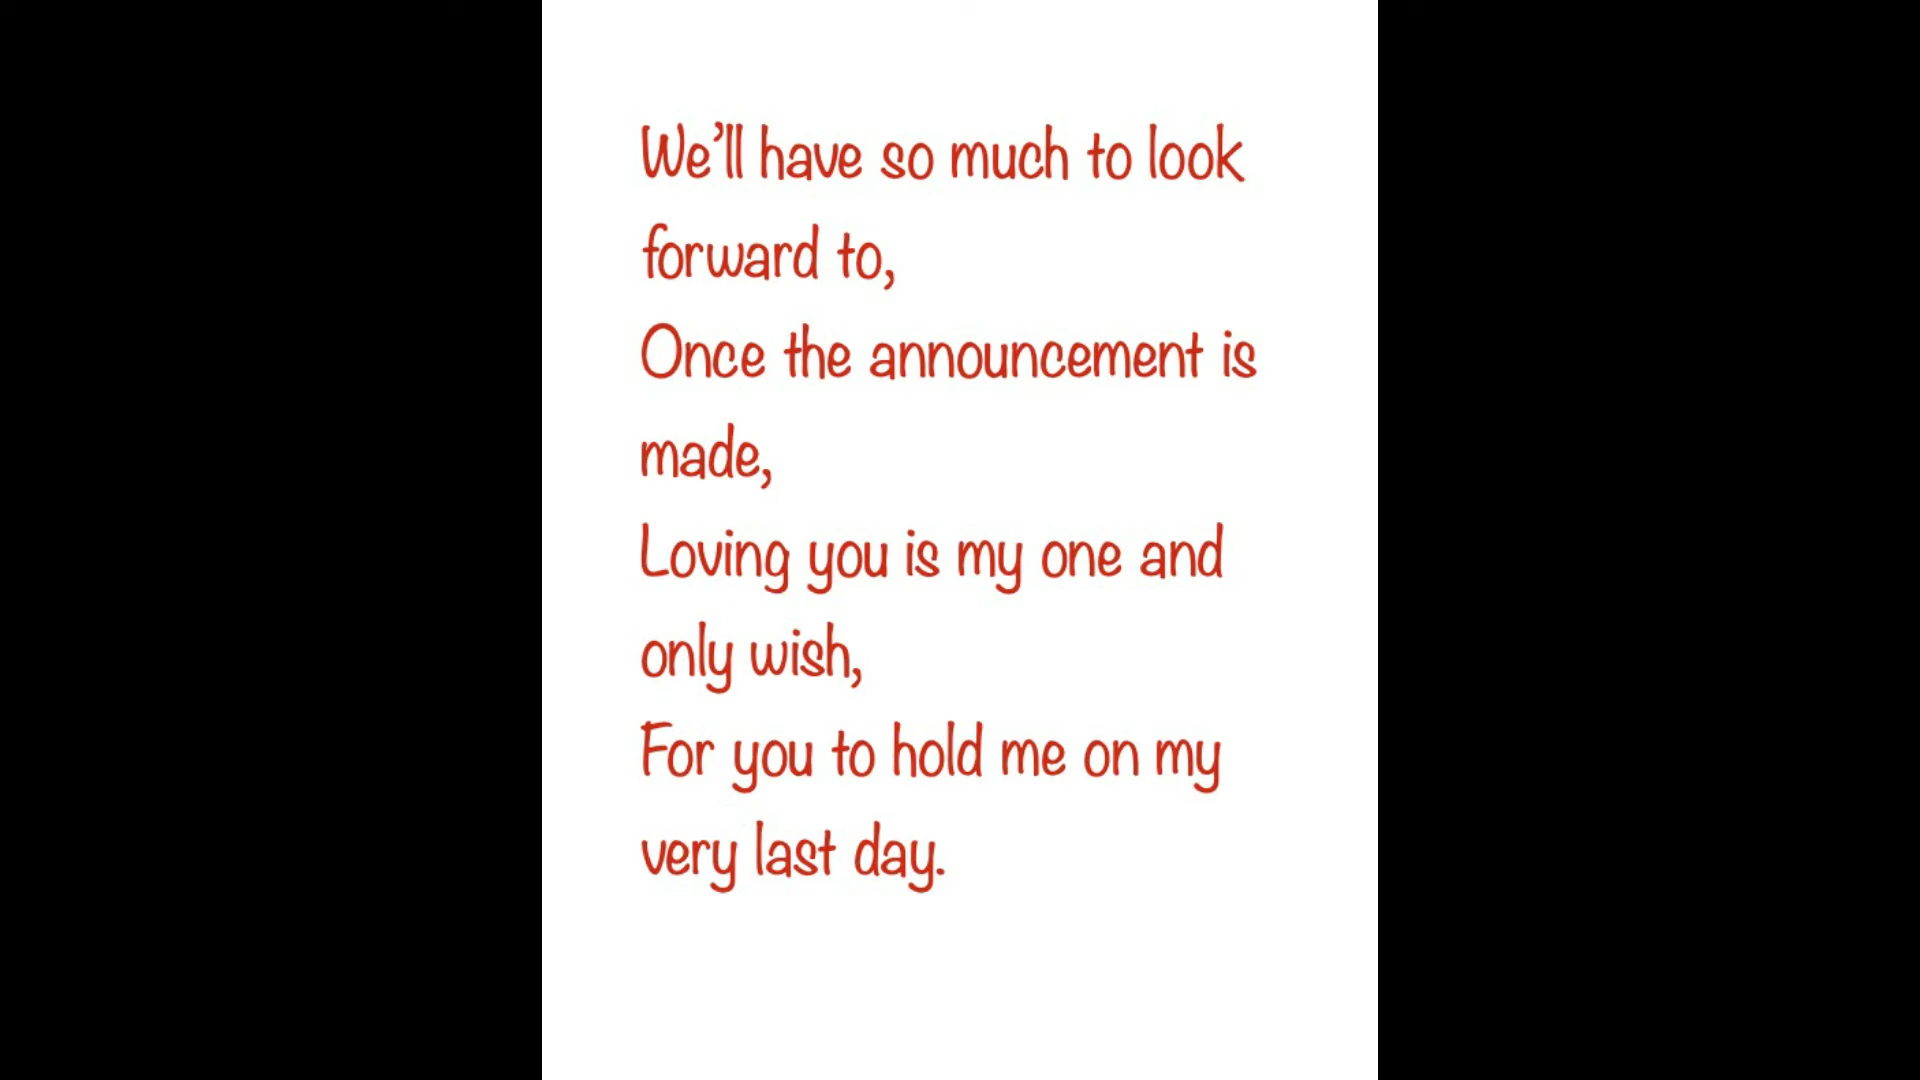 We'll have so much to look
forward to,
Once the announcement is
made,
Loving you is my one and
only wish,
For you to hold me on my
very last day.